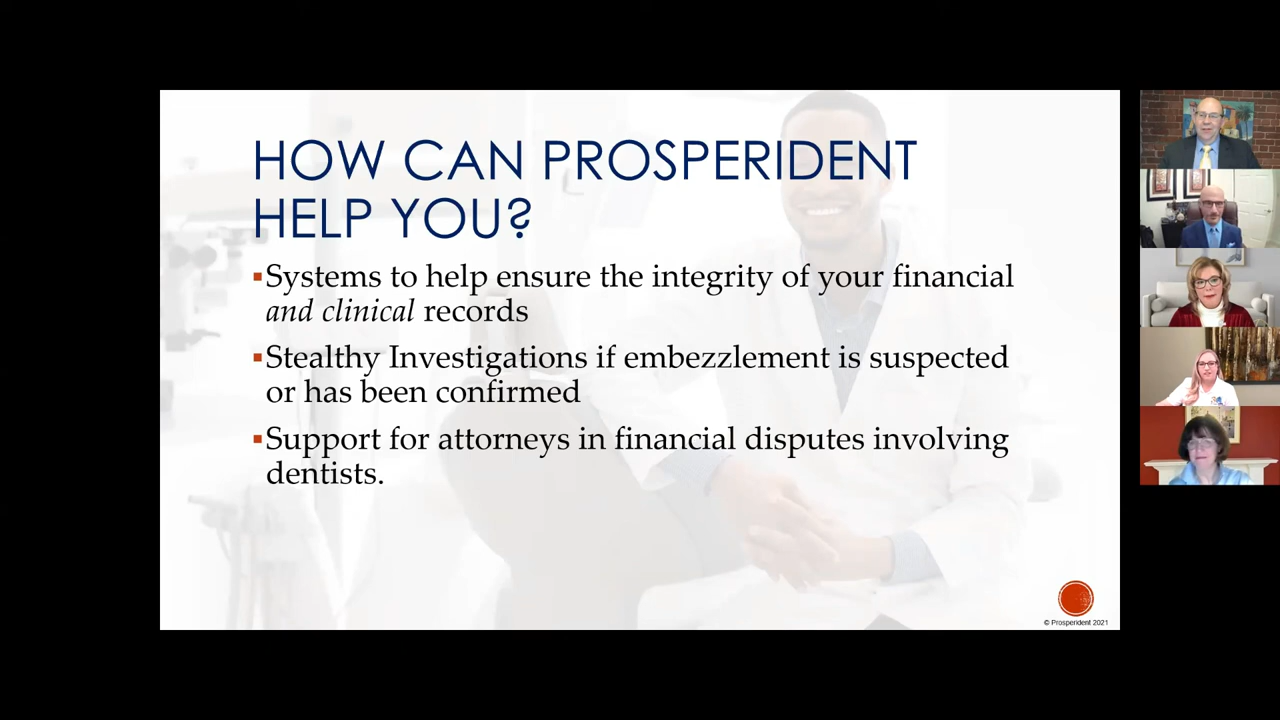 HOW CAN PROSPERIDENT
HELP YOU?
▪Systems to help ensure the integrity of your financial
and clinical records
▪Stealthy Investigations if embezzlement is suspected
or has been confirmed
▪Support for attorneys in financial disputes involving
dentists.
© Prosperident 2021